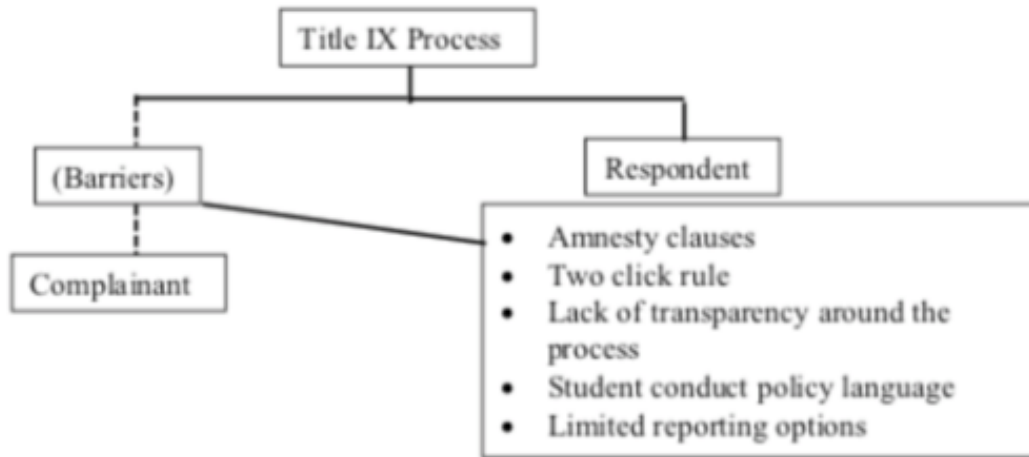 Title IX Process
(Barriers)
Respondent
Complainant
• Amnesty clauses
• Two click rule
• Lack of transparency around the
process
• Student conduct policy language
• Limited reporting options